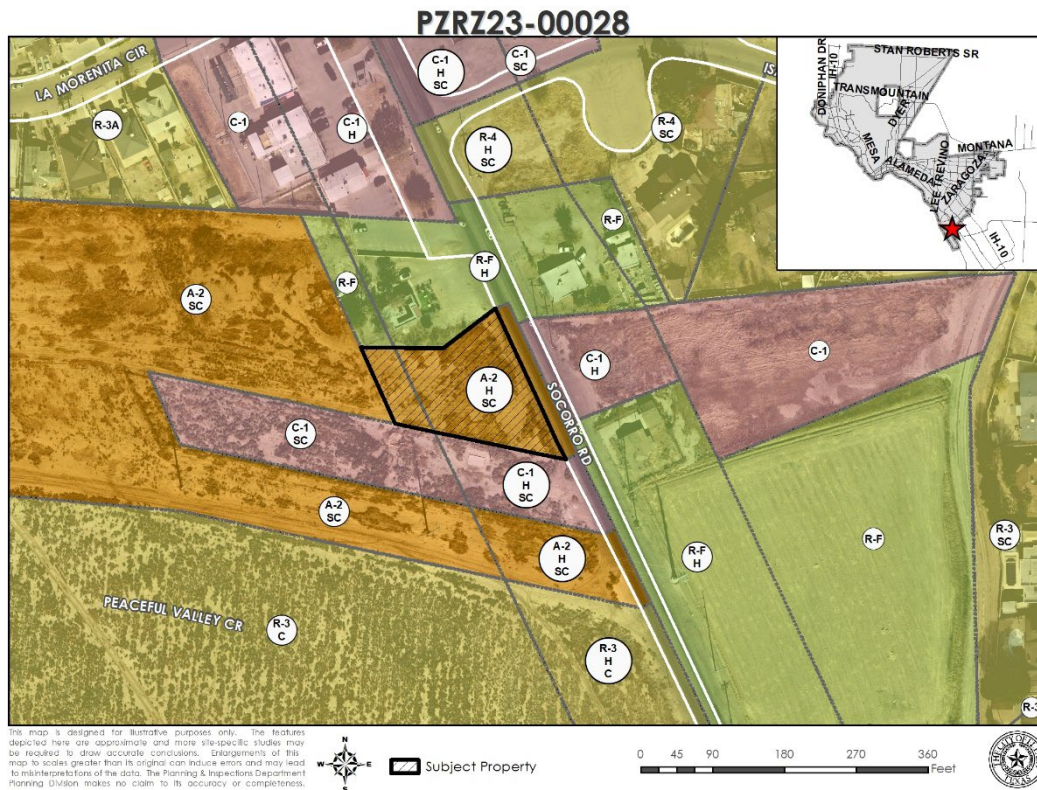 PZRZ23-00028
LA MORENITA CIR
R-3A
C-1
C-1
H
C-1
H
SC
C-1
SC
R-4
H
SC
R-4
SC
STAN ROBERTS SR
DONIPHAN DR
IH-10
TRANSMOUNTAIN
DYER
MESA
MONTANA
ALAMEDA
LEE TREVINO
ZARAGOZA
IH-10
R-F
R-F
H
R-F
A-2
SC
A-2
H
SC
SOCORRO RD
C-1
H
C-1
C-1
SC
C-1
H
SC
A-2
SC
A-2
H
SC
R-F
H
R-F
R-3
SC
PEACEFUL VALLEY CR
R-3
C
R-3
H
C
This map is designed for illustrative purposes only. The features
depicted here are approximate and more site-specific studies may
be required to draw accurate conclusions. Enlargements of this
map to scales greater than its original can induce errors and may lead
to misinterpretations of the data. The Planning & Inspections Department
Planning Division makes no claim to its accuracy or completeness.
N
W E
S
Subject Property
0 45 90 180 270 360
Feet